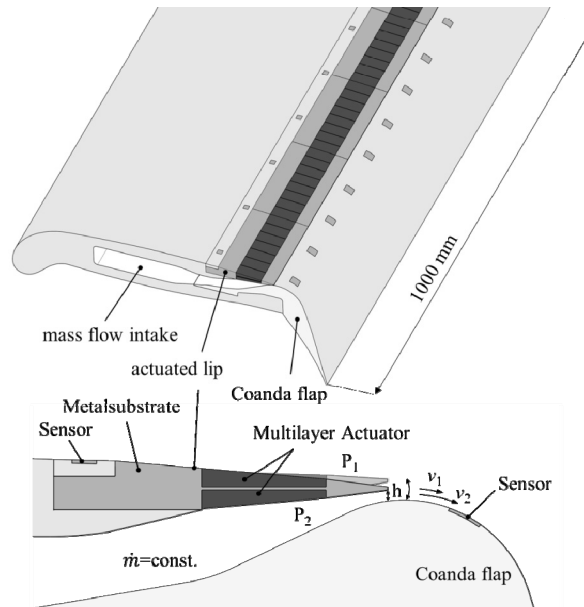 1000 mm
mass flow intake
actuated lip
Coanda flap
Metalsubstrate
Sensor
Multilayer Actuator
P1
h
v1
v2
Sensor
P2
ṁ=const.
Coanda flap